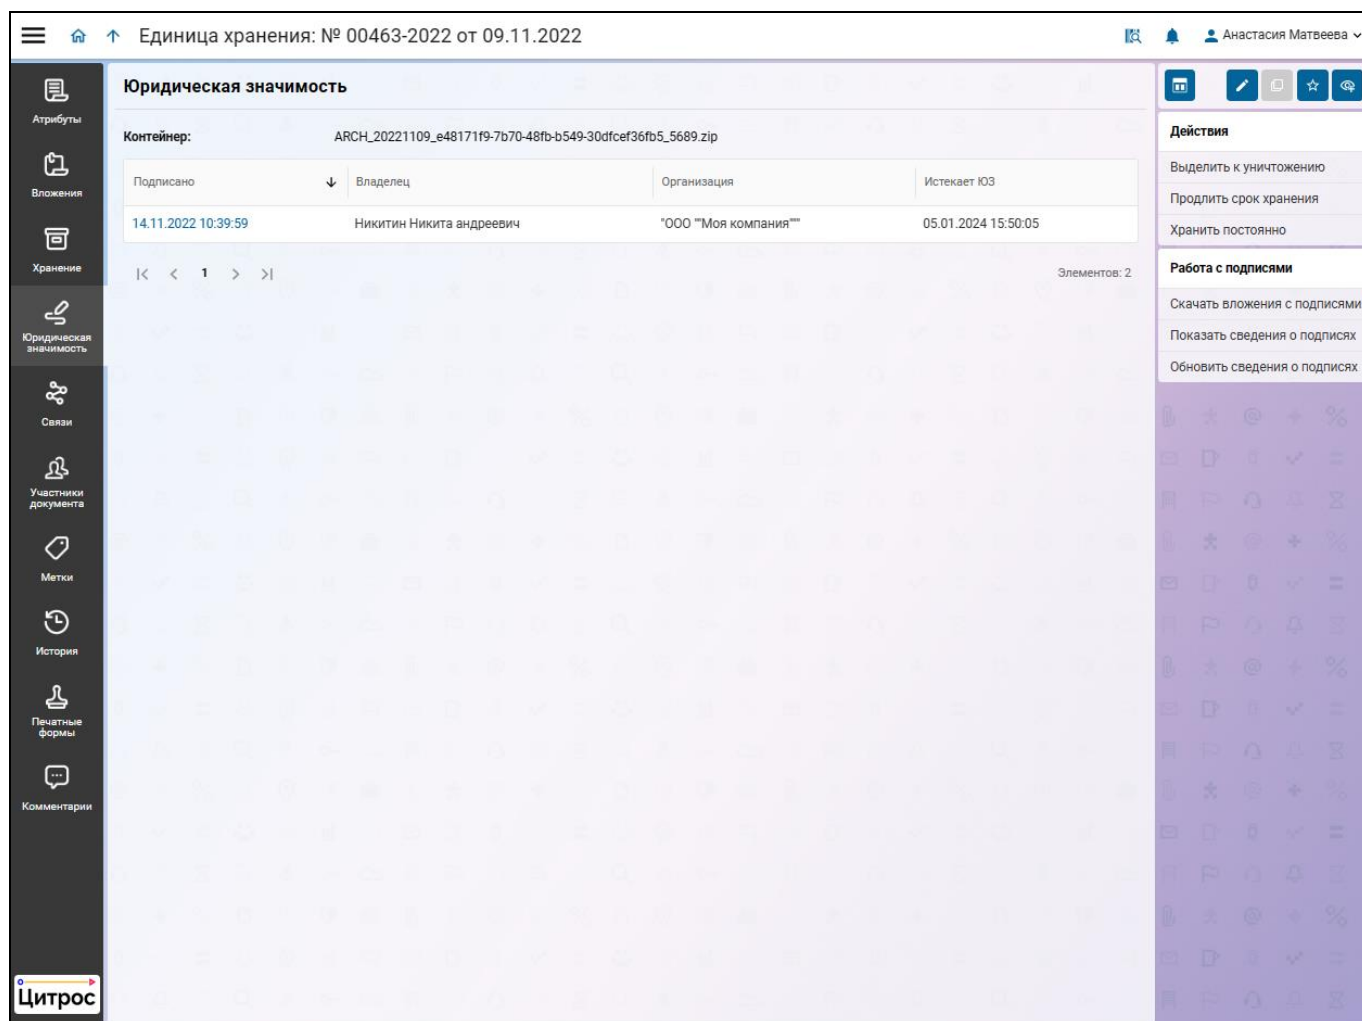 Единица хранения: № 00463-2022 от 09.11.2022
Анастасия Матвеева
Атрибуты
Вложения
Хранение
Юридическая
значимость
Связи
Участники
документа
Метки
История
Печатные
формы
Комментарии
Цитрос
Юридическая значимость
Контейнер: ARCH_20221109_e48171f9-7b70-48fb-b549-30dfcef36fb5_5689.zip
Подписано Владелец Организация Истекает ЮЗ
14.11.2022 10:39:59 Никитин Никита андреевич "ООО ""Моя компания""" 05.01.2024 15:50:05
1 Элементов: 2
Действия
Выделить к уничтожению
Продлить срок хранения
Хранить постоянно
Работа с подписями
Скачать вложения с подписями
Показать сведения о подписях
Обновить сведения о подписях